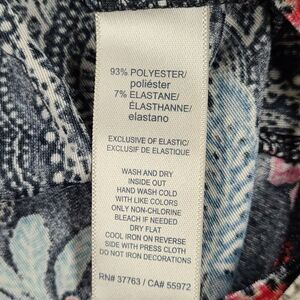 93% POLYESTER/
poliéster
7% ELASTANE/
ÉLASTHANNE/
elastano
EXCLUSIVE OF ELASTIC/
EXCLUSIF DE ELASTIQUE
WASH AND DRY
INSIDE OUT
HAND WASH COLD
WITH LIKE COLORS
ONLY NON-CHLORINE
BLEACH IF NEEDED
DRY FLAT
COOL IRON ON REVERSE
SIDE WITH PRESS CLOTH
DO NOT IRON DECORATIONS
RN# 37763 / CA# 55972